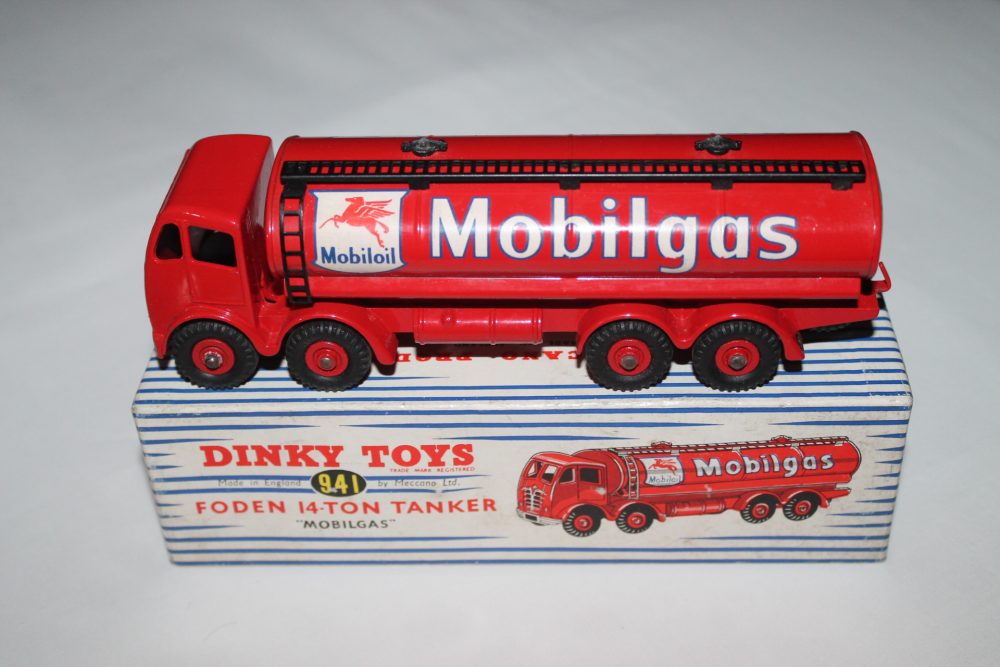 Mobiloil
Mobilgas
DINKY TOYS
TRADE MARK REGISTERED
Made in England 941 by Meccano Ltd.
FODEN 14-TON TANKER
"MOBILGAS"
Mobiloil
Mobilgas